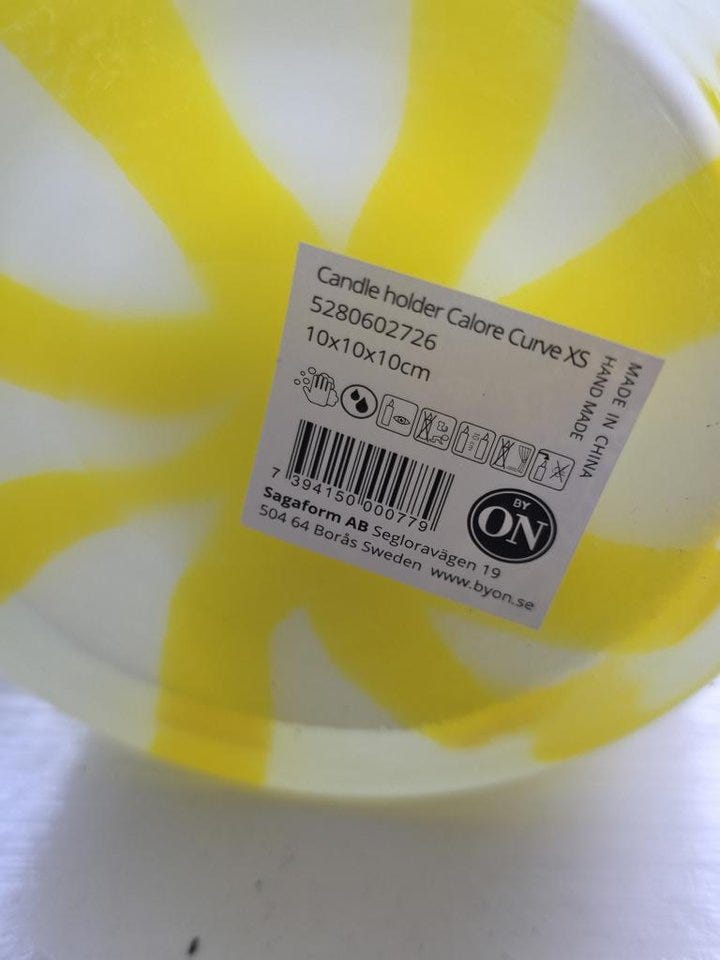 Candle holder Calore Curve XS
5280602726
10x10x10cm
MADE IN CHINA
HAND MADE
7 394150 000779
BY
ON
Sagaform AB Segloravägen 19
504 64 Borås Sweden www.byon.se